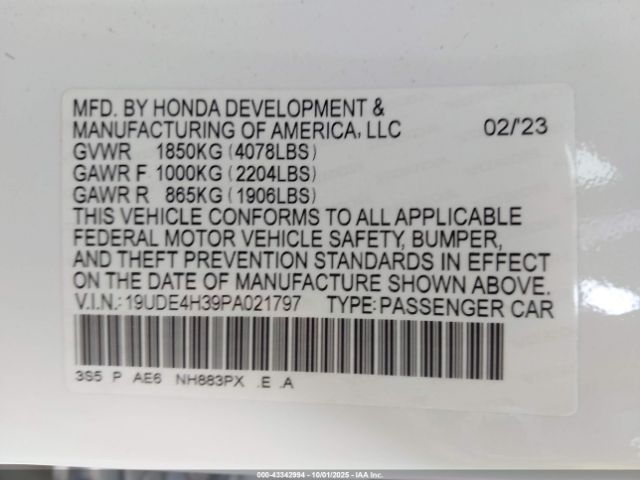 MFD. BY HONDA DEVELOPMENT &
MANUFACTURING OF AMERICA, LLC 02/'23
GVWR 1850KG (4078LBS)
GAWR F 1000KG (2204LBS)
GAWR R 865KG (1906LBS)
THIS VEHICLE CONFORMS TO ALL APPLICABLE
FEDERAL MOTOR VEHICLE SAFETY, BUMPER,
AND THEFT PREVENTION STANDARDS IN EFFECT
ON THE DATE OF MANUFACTURE SHOWN ABOVE.
V.I.N.: 19UDE4H39PA021797 TYPE: PASSENGER CAR
3S5 P AE6 NH883PX .E .A
000-43342994 - 10/01/2025 - IAA Inc.